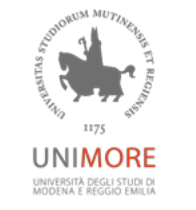 UNIVERSITAS STUDIORUM MUTINENSIS ET REGIENSIS
1175
UNIMORE
UNIVERSITÀ DEGLI STUDI DI
MODENA E REGGIO EMILIA